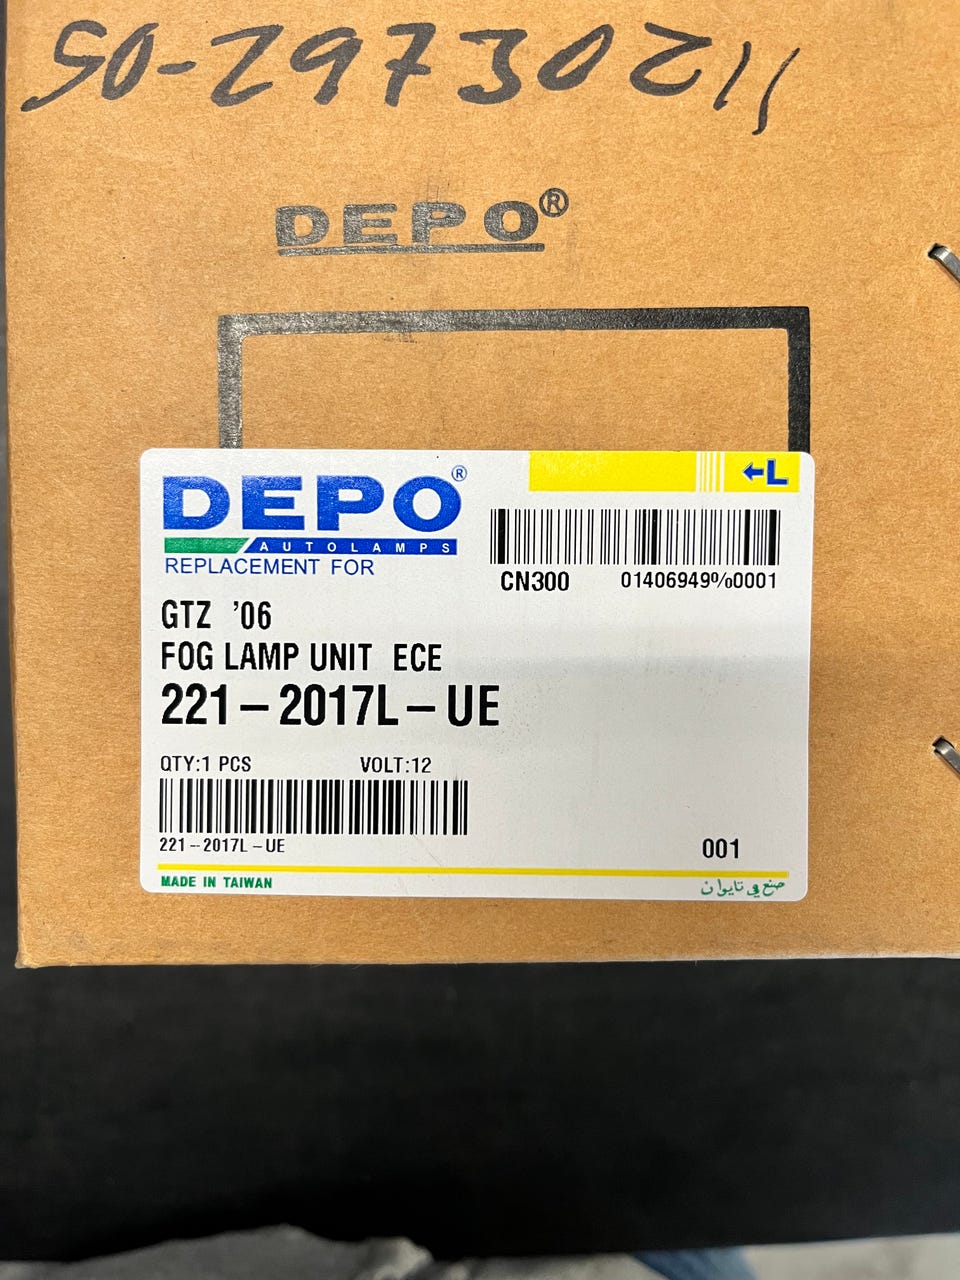 50-29730211
DEPO®
DEPO®
←L
AUTOLAMPS
REPLACEMENT FOR
CN300 01406949%0001
GTZ '06
FOG LAMP UNIT ECE
221-2017L-UE
QTY:1 PCS VOLT:12
221-2017L-UE
001
MADE IN TAIWAN
صنع في تايوان